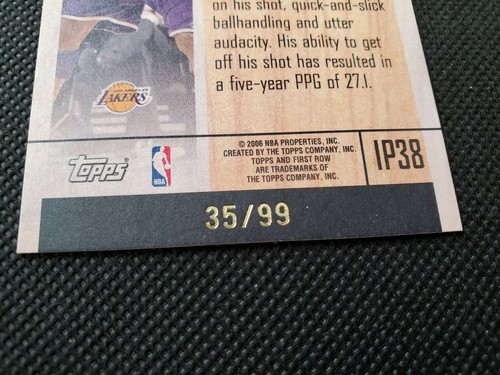 on his shot, quick-and-slick
ballhandling and utter
audacity. His ability to get
off his shot has resulted in
a five-year PPG of 27.1.
LOS ANGELES
LAKERS
© 2006 NBA PROPERTIES, INC.
CREATED BY THE TOPPS COMPANY, INC.
TOPPS AND FIRST ROW
ARE TRADEMARKS OF
THE TOPPS COMPANY, INC.
topps
NBA
IP38
35/99